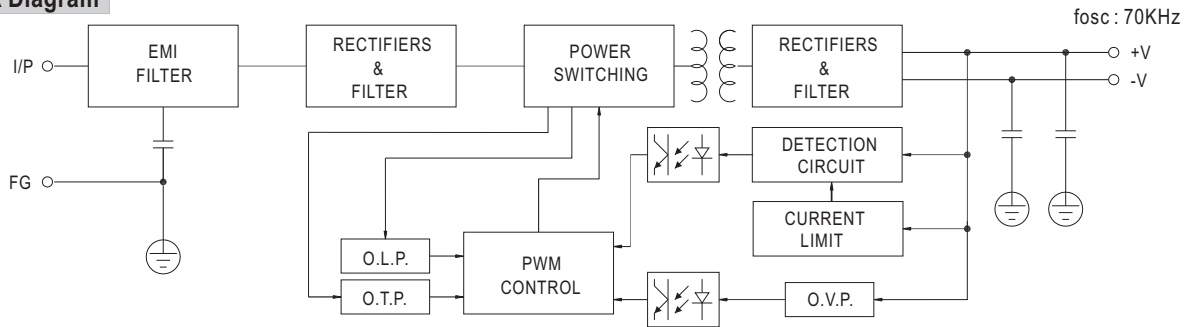 Diagram
fosc : 70KHz
I/P
EMI
FILTER
RECTIFIERS
&
FILTER
POWER
SWITCHING
RECTIFIERS
&
FILTER
+V
-V
DETECTION
CIRCUIT
FG
CURRENT
LIMIT
O.L.P.
PWM
CONTROL
O.T.P.
O.V.P.